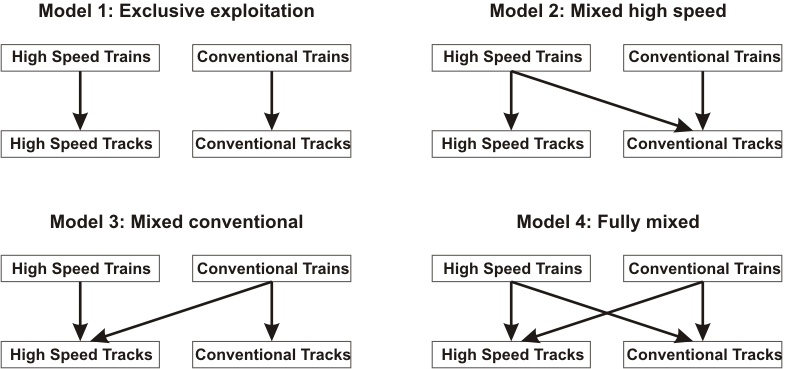 Model 1: Exclusive exploitation
High Speed Trains
Conventional Trains
High Speed Tracks
Conventional Tracks
Model 2: Mixed high speed
High Speed Trains
Conventional Trains
High Speed Tracks
Conventional Tracks
Model 3: Mixed conventional
High Speed Trains
Conventional Trains
High Speed Tracks
Conventional Tracks
Model 4: Fully mixed
High Speed Trains
Conventional Trains
High Speed Tracks
Conventional Tracks